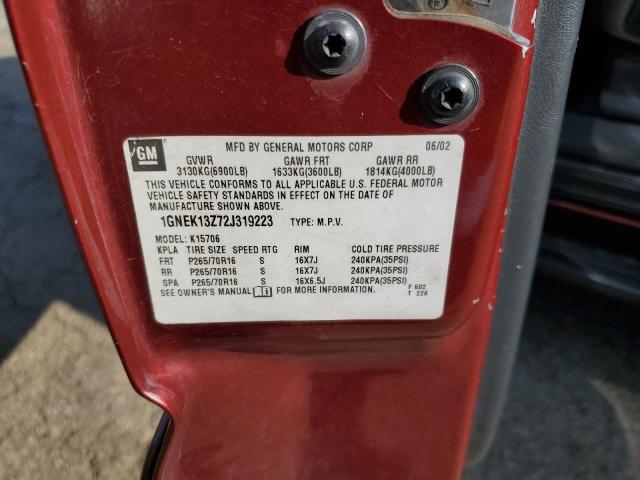 GM
MFD BY GENERAL MOTORS CORP 06/02
GVWR GAWR FRT GAWR RR
3130KG(6900LB) 1633KG(3600LB) 1814KG(4000LB)
THIS VEHICLE CONFORMS TO ALL APPLICABLE U.S. FEDERAL MOTOR
VEHICLE SAFETY STANDARDS IN EFFECT ON THE DATE OF
MANUFACTURE SHOWN ABOVE.
1GNEK13Z72J319223 TYPE: M.P.V.
MODEL: K15706
KPLA TIRE SIZE SPEED RTG RIM COLD TIRE PRESSURE
FRT P265/70R16 S 16X7J 240KPA(35PSI)
RR P265/70R16 S 16X7J 240KPA(35PSI)
SPA P265/70R16 S 16X6.5J 240KPA(35PSI)
SEE OWNER'S MANUAL FOR MORE INFORMATION.
F 602
T 228